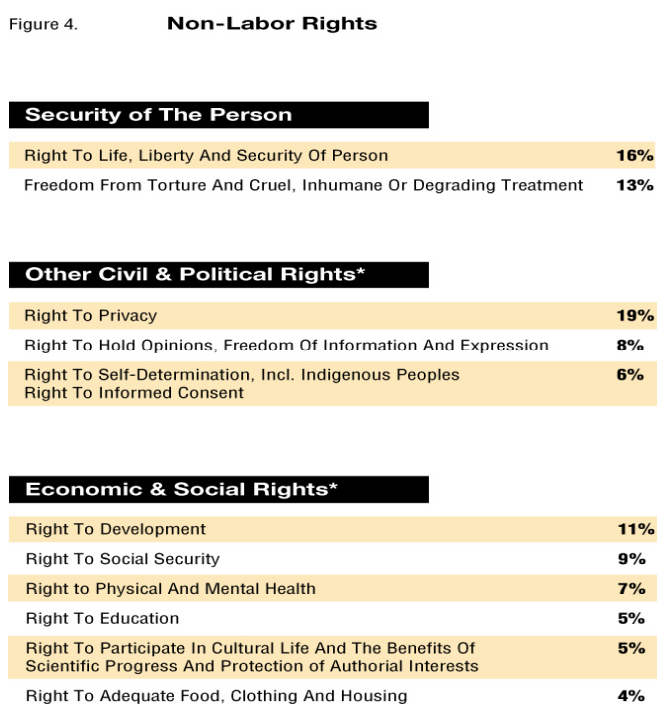 Figure 4. Non-Labor Rights
Security of The Person
Right To Life, Liberty And Security Of Person 16%
Freedom From Torture And Cruel, Inhumane Or Degrading Treatment 13%
Other Civil & Political Rights*
Right To Privacy 19%
Right To Hold Opinions, Freedom Of Information And Expression 8%
Right To Self-Determination, Incl. Indigenous Peoples 6%
Right To Informed Consent
Economic & Social Rights*
Right To Development 11%
Right To Social Security 9%
Right to Physical And Mental Health 7%
Right To Education 5%
Right To Participate In Cultural Life And The Benefits Of 5%
Scientific Progress And Protection of Authorial Interests
Right To Adequate Food, Clothing And Housing 4%